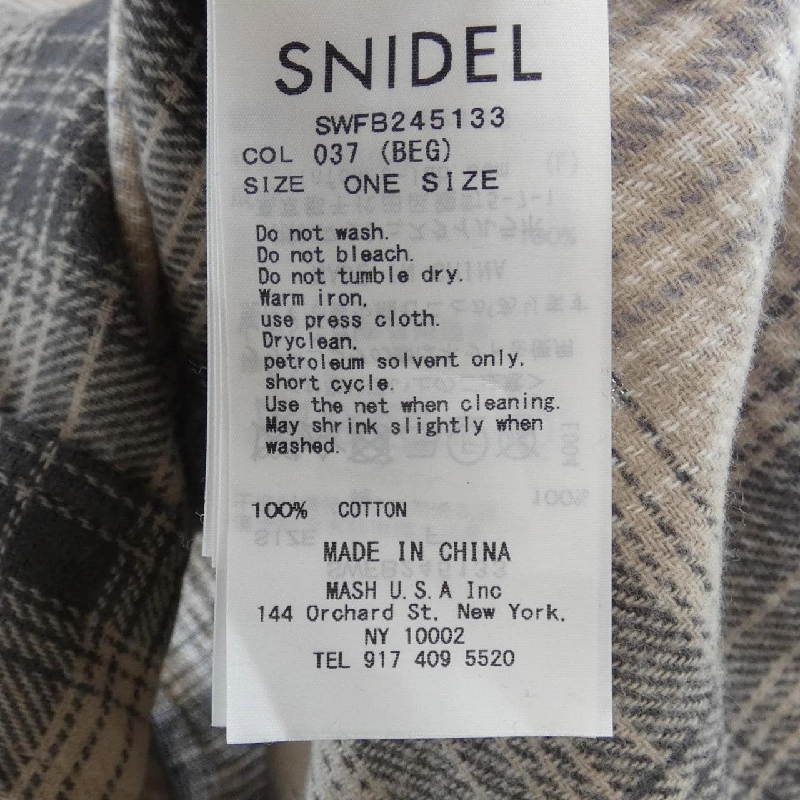 SNIDEL
SWFB245133
COL 037 (BEG)
SIZE ONE SIZE
Do not wash.
Do not bleach.
Do not tumble dry.
Warm iron,
use press cloth.
Dryclean.
petroleum solvent only.
short cycle.
Use the net when cleaning.
May shrink slightly when
washed.
100% COTTON
MADE IN CHINA
MASH U.S.A Inc
144 Orchard St. New York.
NY 10002
TEL 917 409 5520